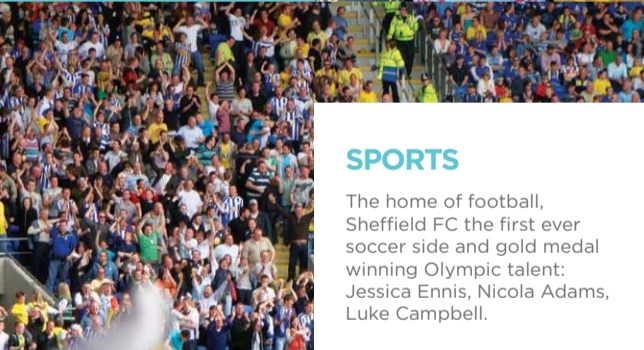 SPORTS
The home of football,
Sheffield FC the first ever
soccer side and gold medal
winning Olympic talent:
Jessica Ennis, Nicola Adams,
Luke Campbell.